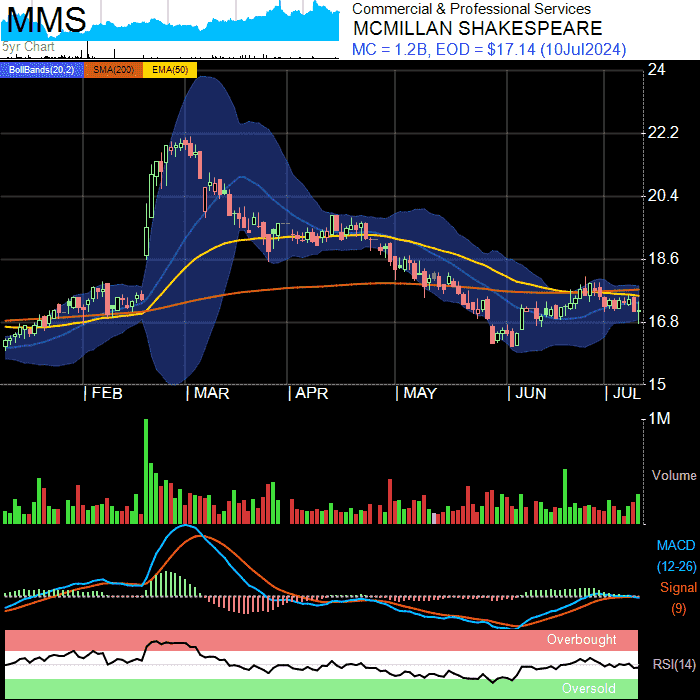 MMS
5yr Chart
Commercial & Professional Services
MCMILLAN SHAKESPEARE
MC = 1.2B, EOD = $17.14 (10Jul2024)
BollBands(20,2) SMA(200) EMA(50)
24
22.2
20.4
18.6
16.8
15
FEB MAR APR MAY JUN JUL
1M
Volume
MACD
(12-26)
Signal
(9)
Overbought
RSI(14)
Oversold